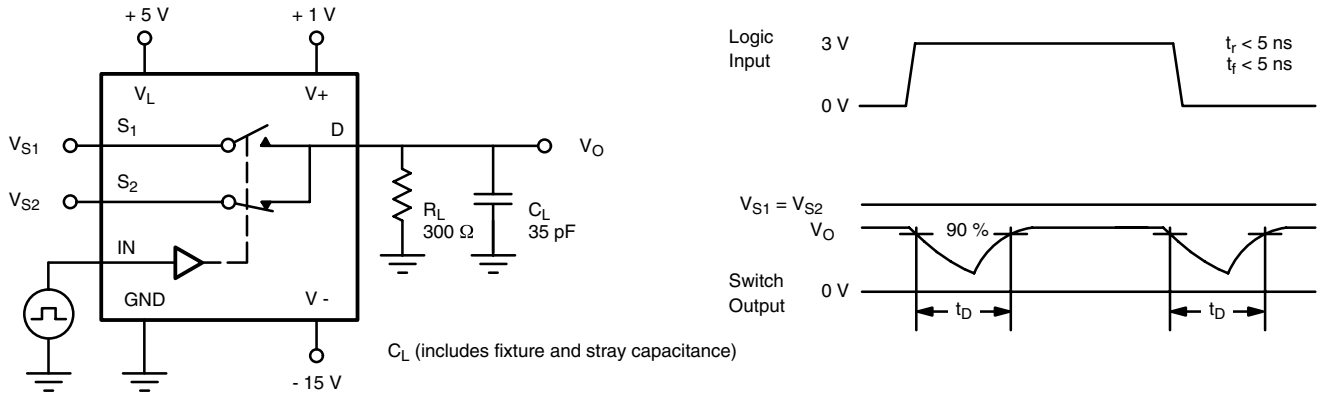 + 5 V
+ 1 V
V_L
V+
S_1
D
V_S1
V_O
S_2
V_S2
R_L
300 Ω
C_L
35 pF
IN
GND
V -
C_L (includes fixture and stray capacitance)
- 15 V
Logic
Input
3 V
t_r < 5 ns
t_f < 5 ns
0 V
V_S1 = V_S2
V_O
90 %
Switch
Output
0 V
t_D
t_D